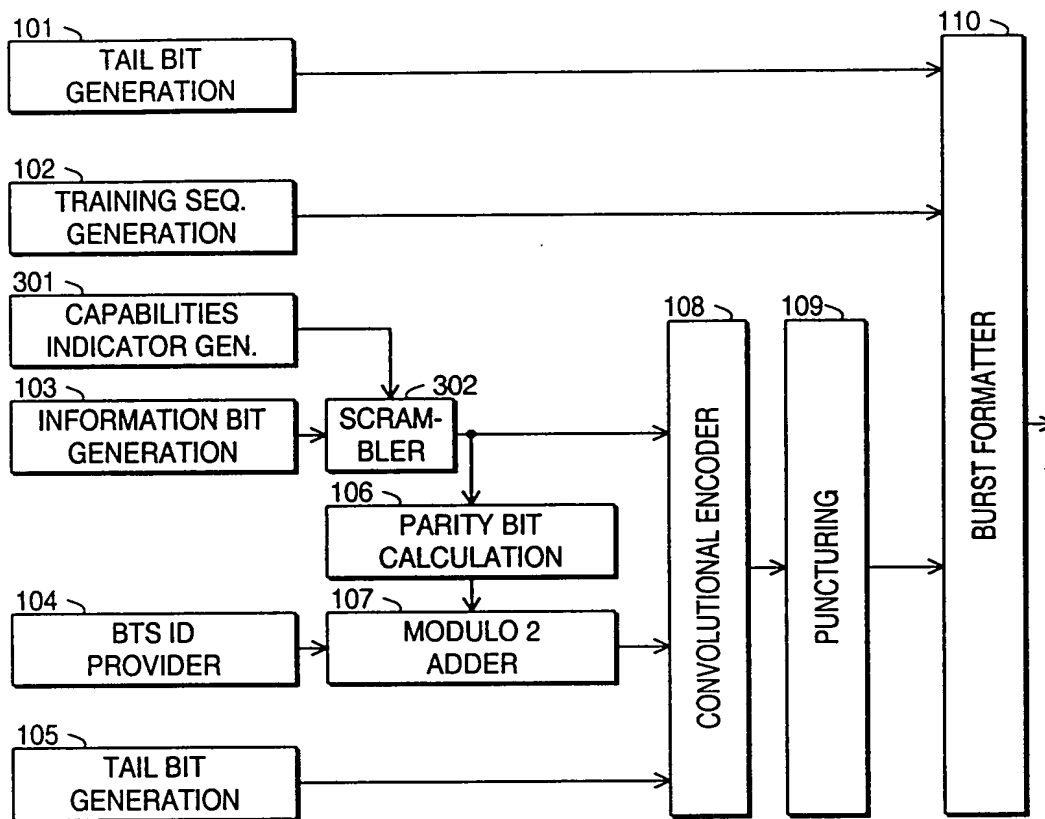 101
TAIL BIT
GENERATION
102
TRAINING SEQ.
GENERATION
301
CAPABILITIES
INDICATOR GEN.
103
INFORMATION BIT
GENERATION
302
SCRAM-
BLER
106
PARITY BIT
CALCULATION
104
BTS ID
PROVIDER
107
MODULO 2
ADDER
105
TAIL BIT
GENERATION
108
CONVOLUTIONAL ENCODER
109
PUNCTURING
110
BURST FORMATTER